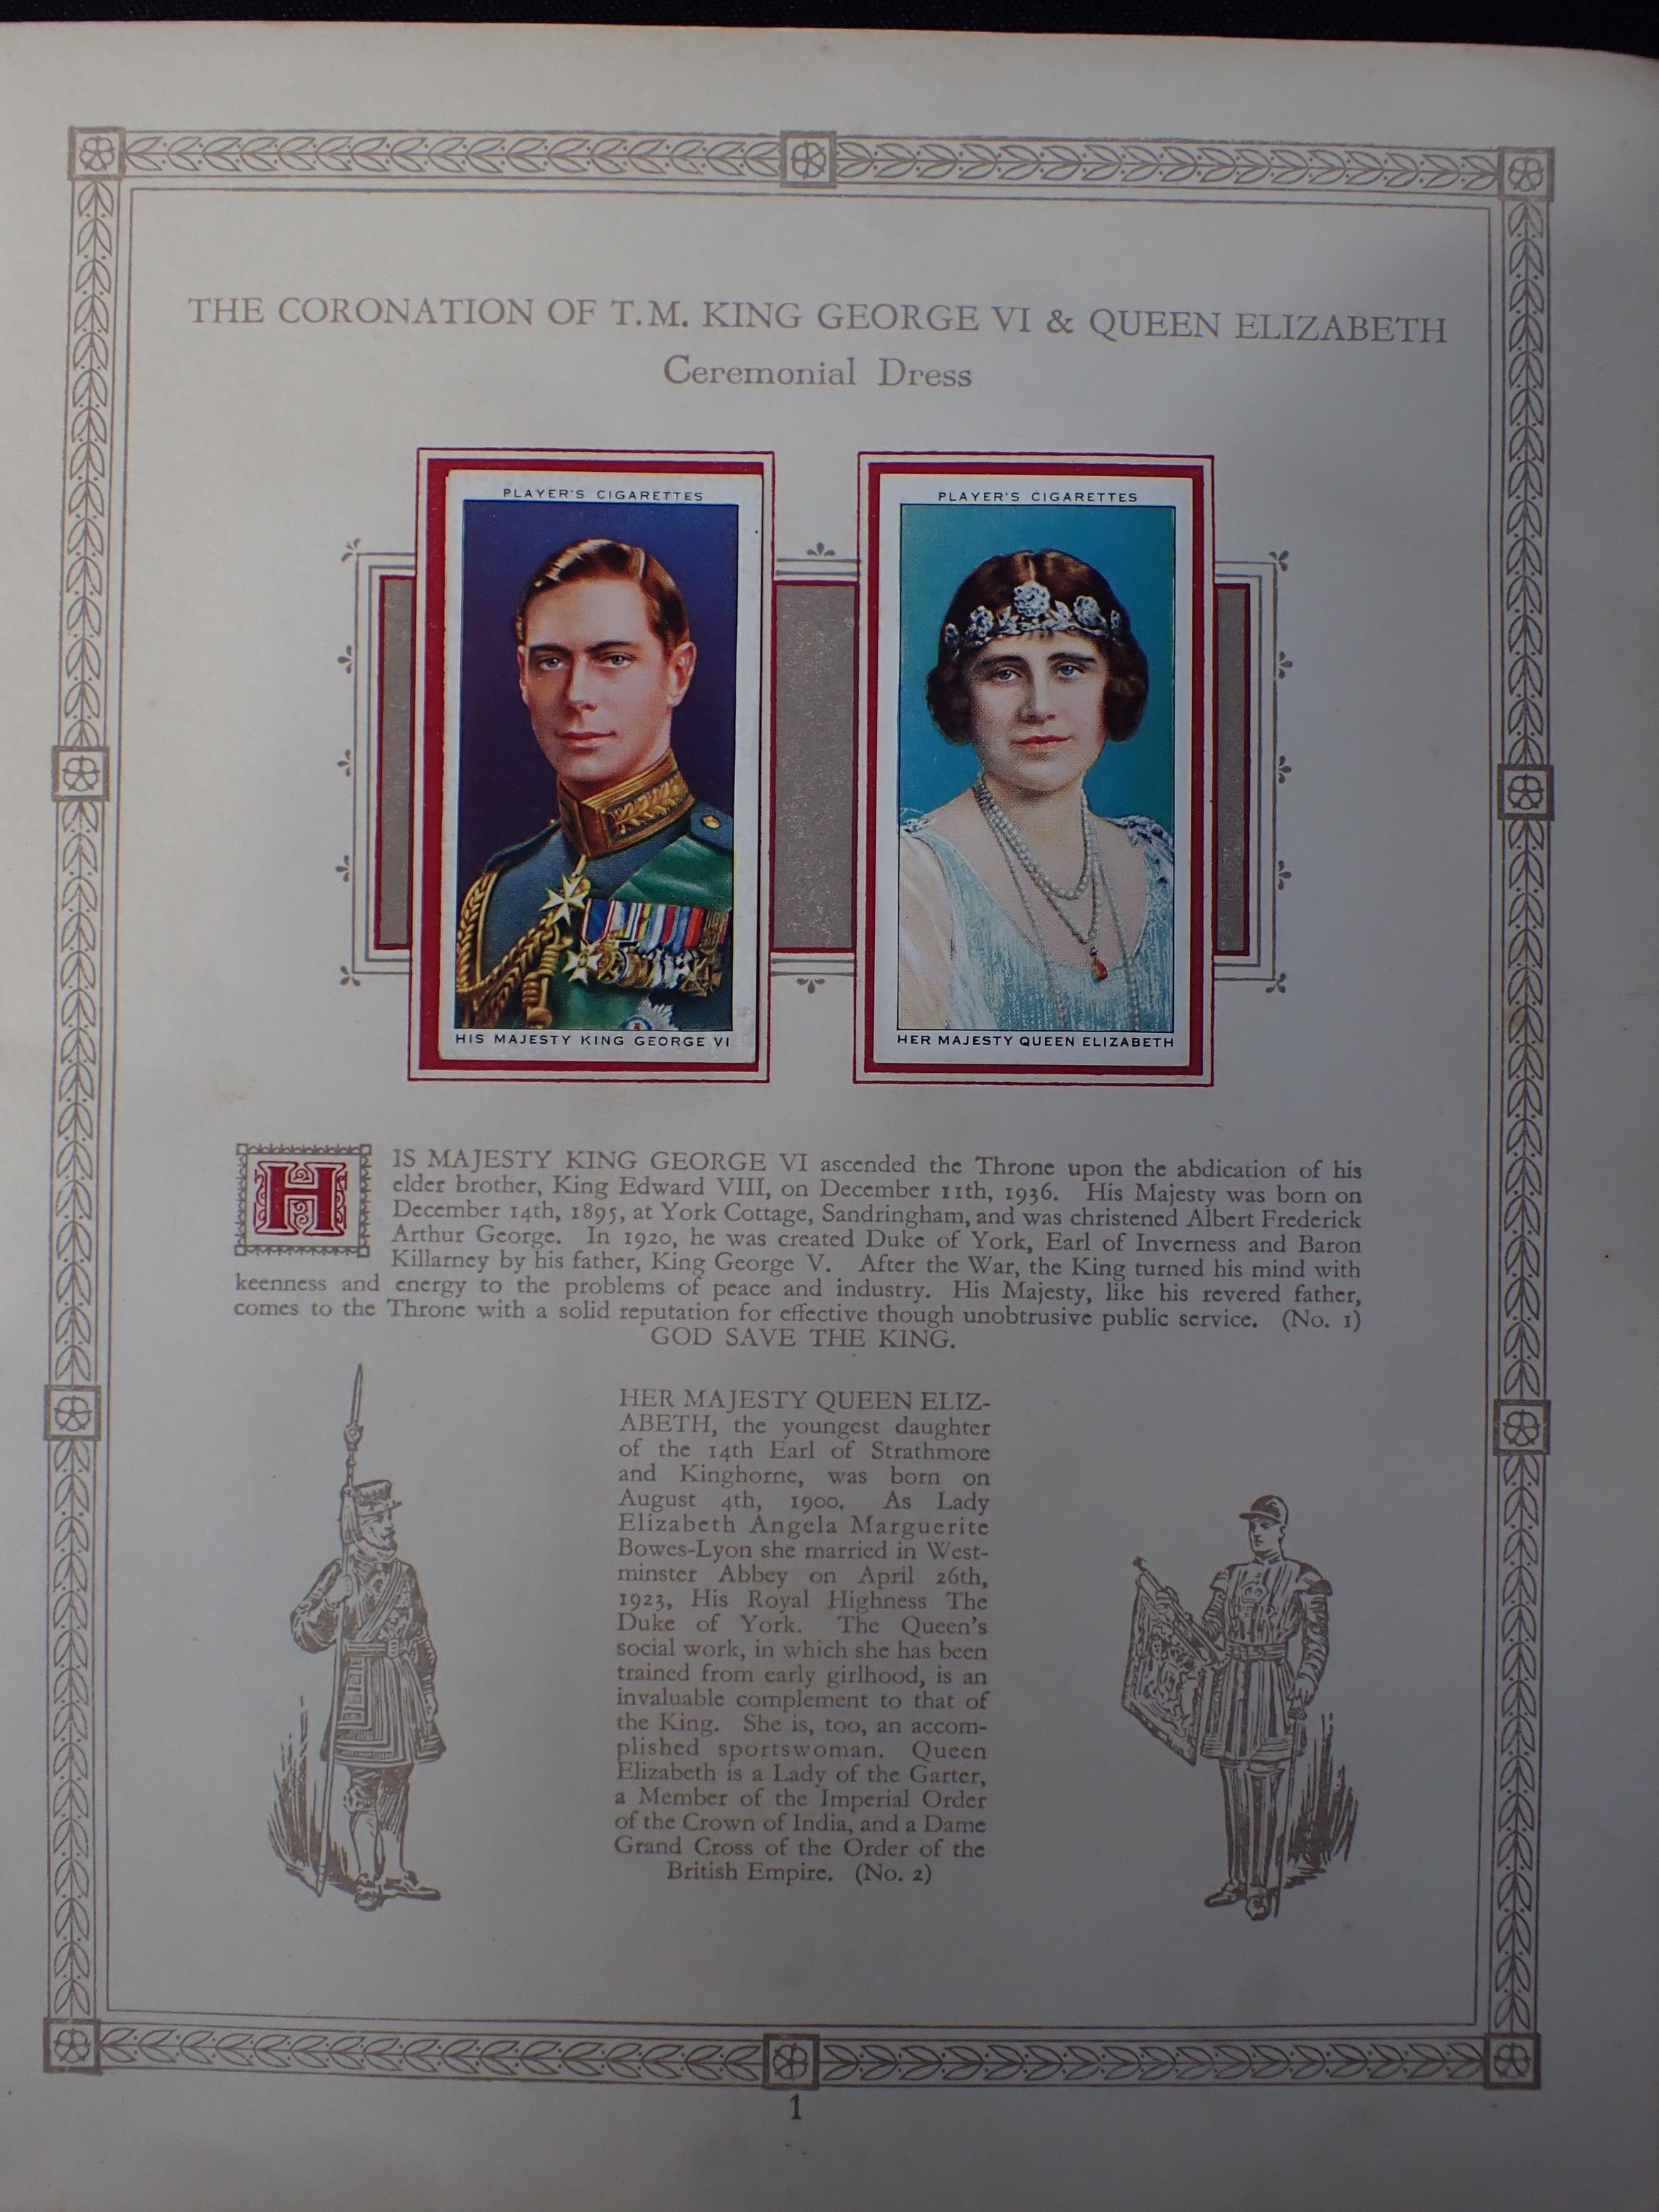 THE CORONATION OF T.M. KING GEORGE VI & QUEEN ELIZABETH
Ceremonial Dress
PLAYER'S CIGARETTES
HIS MAJESTY KING GEORGE VI
PLAYER'S CIGARETTES
HER MAJESTY QUEEN ELIZABETH
HIS MAJESTY KING GEORGE VI ascended the Throne upon the abdication of his
elder brother, King Edward VIII, on December 11th, 1936. His Majesty was born on
December 14th, 1895, at York Cottage, Sandringham, and was christened Albert Frederick
Arthur George. In 1920, he was created Duke of York, Earl of Inverness and Baron
Killarney by his father, King George V. After the War, the King turned his mind with
keenness and energy to the problems of peace and industry. His Majesty, like his revered father,
comes to the Throne with a solid reputation for effective though unobtrusive public service. (No. 1)
GOD SAVE THE KING.
HER MAJESTY QUEEN ELIZ-
ABETH, the youngest daughter
of the 14th Earl of Strathmore
and Kinghorne, was born on
August 4th, 1900. As Lady
Elizabeth Angela Marguerite
Bowes-Lyon she married in West-
minster Abbey on April 26th,
1923, His Royal Highness The
Duke of York. The Queen's
social work, in which she has been
trained from early girlhood, is an
invaluable complement to that of
the King. She is, too, an accom-
plished sportswoman. Queen
Elizabeth is a Lady of the Garter,
a Member of the Imperial Order
of the Crown of India, and a Dame
Grand Cross of the Order of the
British Empire. (No. 2)
1